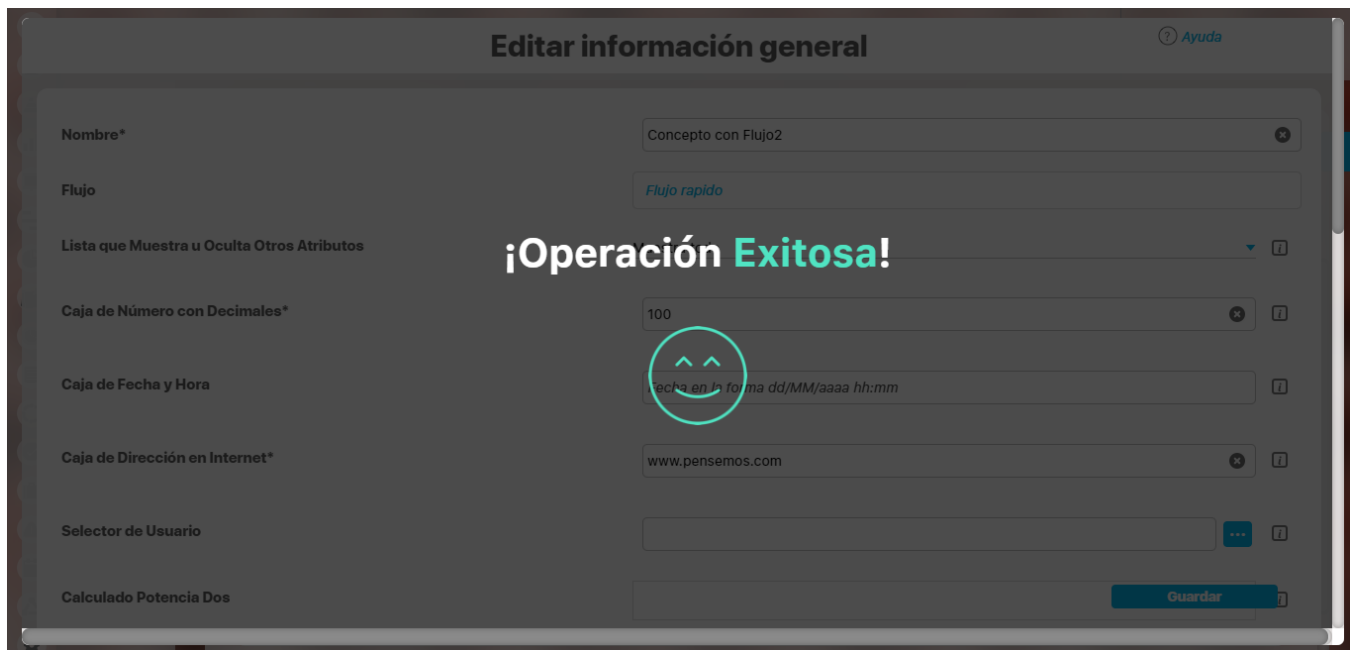 Editar información general
? Ayuda
Nombre*
Concepto con Flujo2
Flujo
Flujo rapido
Lista que Muestra u Oculta Otros Atributos
¡Operación Exitosa!
Caja de Número con Decimales*
100
Caja de Fecha y Hora
Fecha en la forma dd/MM/aaaa hh:mm
Caja de Dirección en Internet*
www.pensemos.com
Selector de Usuario
...
Calculado Potencia Dos
Guardar